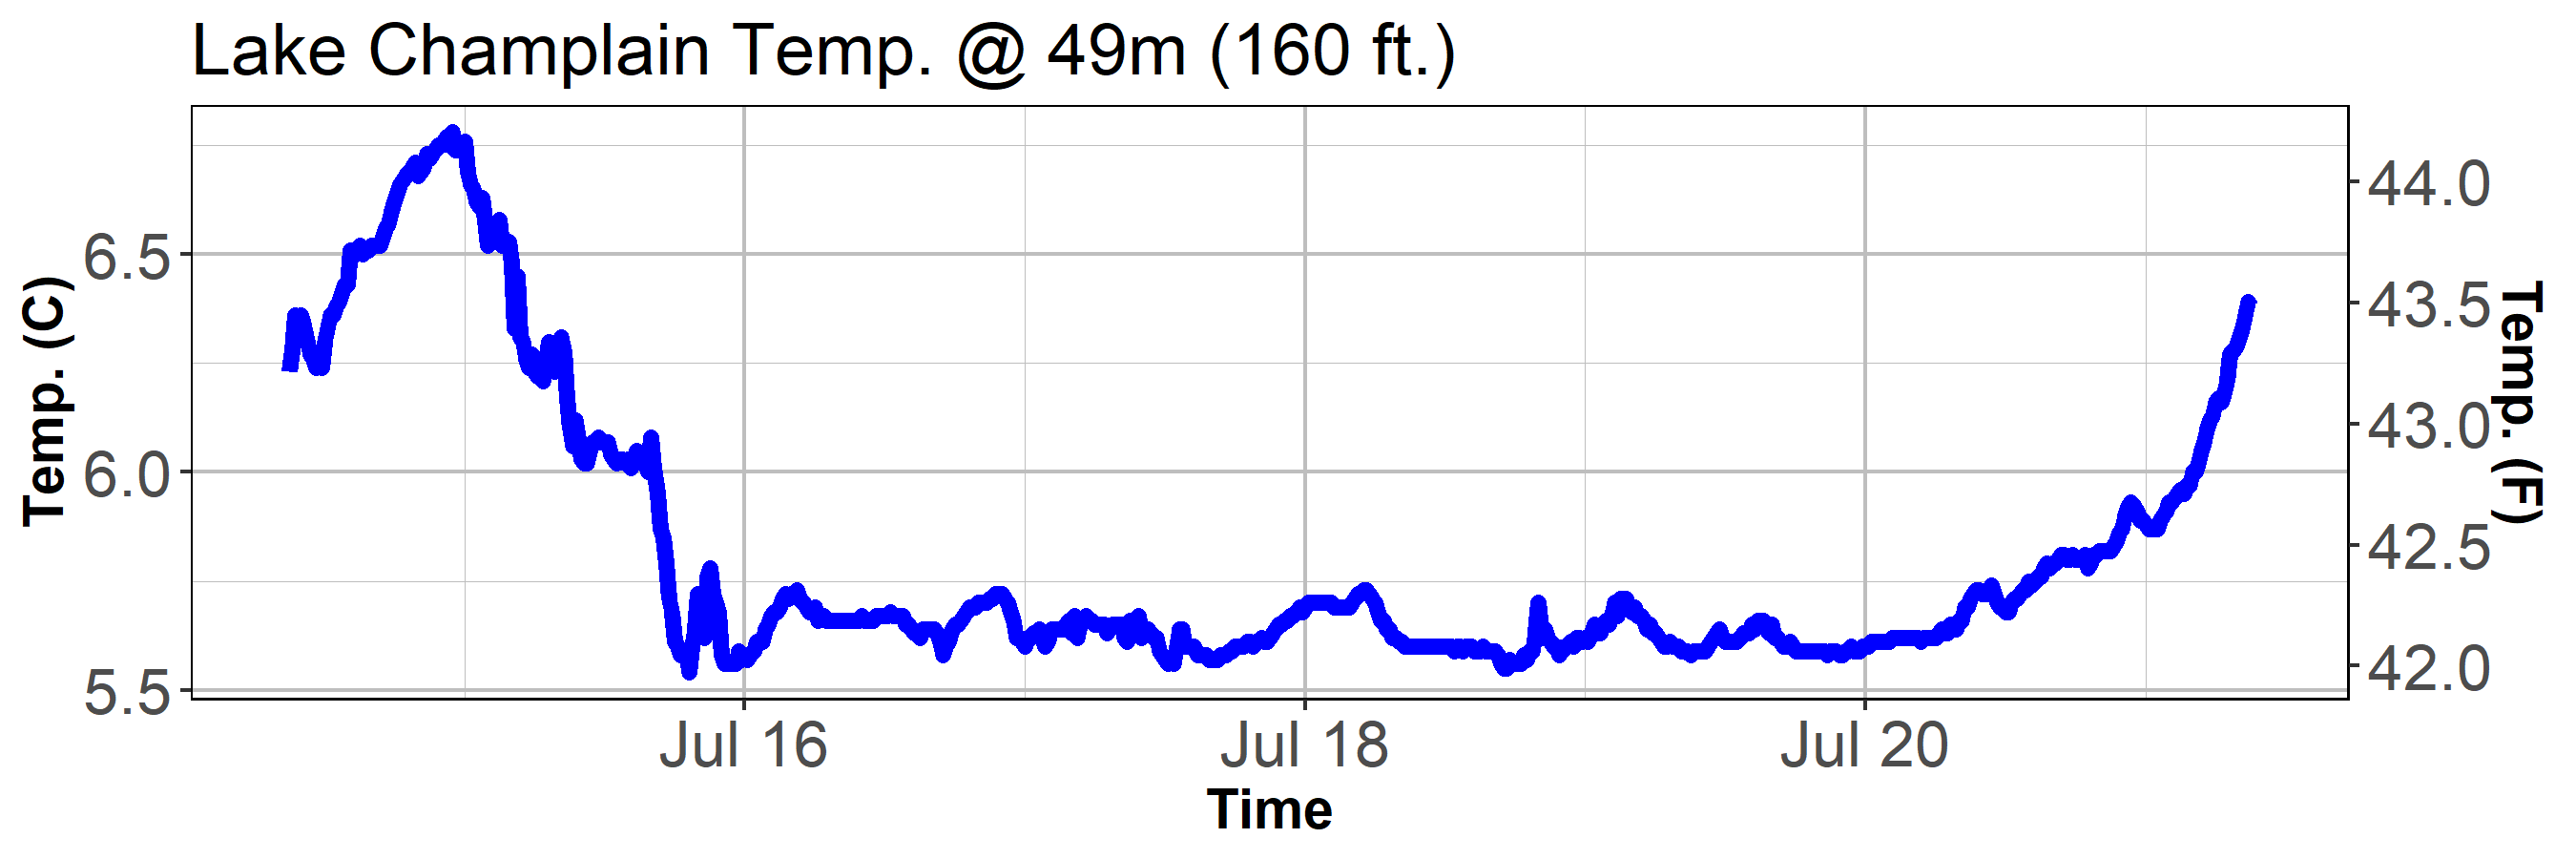 Lake Champlain Temp. @ 49m (160 ft.)
Temp. (C)
6.5
6.0
5.5
44.0
43.5
43.0
42.5
42.0
Temp. (F)
Jul 16 Jul 18 Jul 20
Time